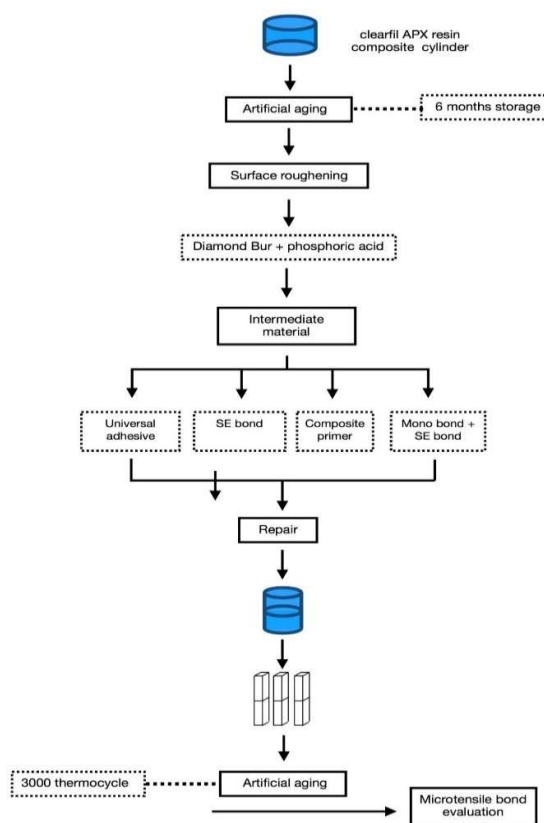 clearfil APX resin
composite cylinder
Artificial aging
6 months storage
Surface roughening
Diamond Bur + phosphoric acid
Intermediate
material
Universal
adhesive
SE bond
Composite
primer
Mono bond +
SE bond
Repair
3000 thermocycle
Artificial aging
Microtensile bond
evaluation